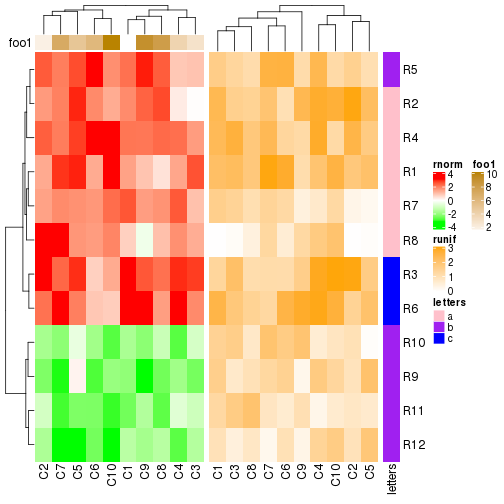 foo1
R5
R2
R4
R1
R7
R8
R3
R6
R10
R9
R11
R12
C2 C7 C5 C6 C10 C1 C9 C8 C4 C3
C1 C3 C8 C7 C6 C9 C4 C10 C2 C5
letters
rnorm
4
2
0
-2
-4
foo1
10
8
6
4
2
runif
3
2
1
0
letters
a
b
c